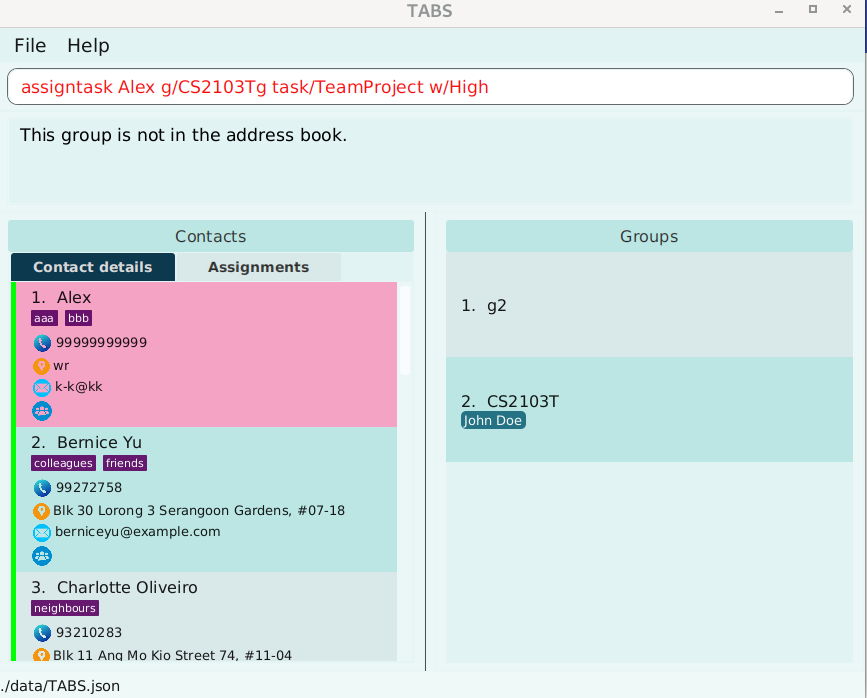 TABS
File Help
assigntask Alex g/CS2103Tg task/TeamProject w/High
This group is not in the address book.
Contacts
Contact details Assignments
1. Alex
aaa bbb
99999999999
wr
k-k@kk
2. Bernice Yu
colleagues friends
99272758
Blk 30 Lorong 3 Serangoon Gardens, #07-18
berniceyu@example.com
3. Charlotte Oliveiro
neighbours
93210283
Blk 11 Ang Mo Kio Street 74, #11-04
Groups
1. g2
2. CS2103T
John Doe
./data/TABS.json